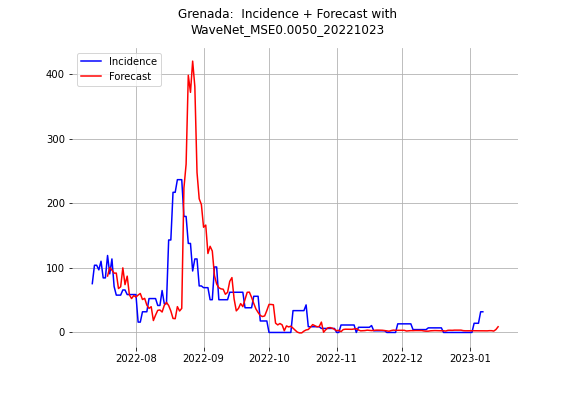 Grenada:  Incidence + Forecast with
WaveNet_MSE0.0050_20221023
Incidence
Forecast
400
300
200
100
0
2022-08
2022-09
2022-10
2022-11
2022-12
2023-01